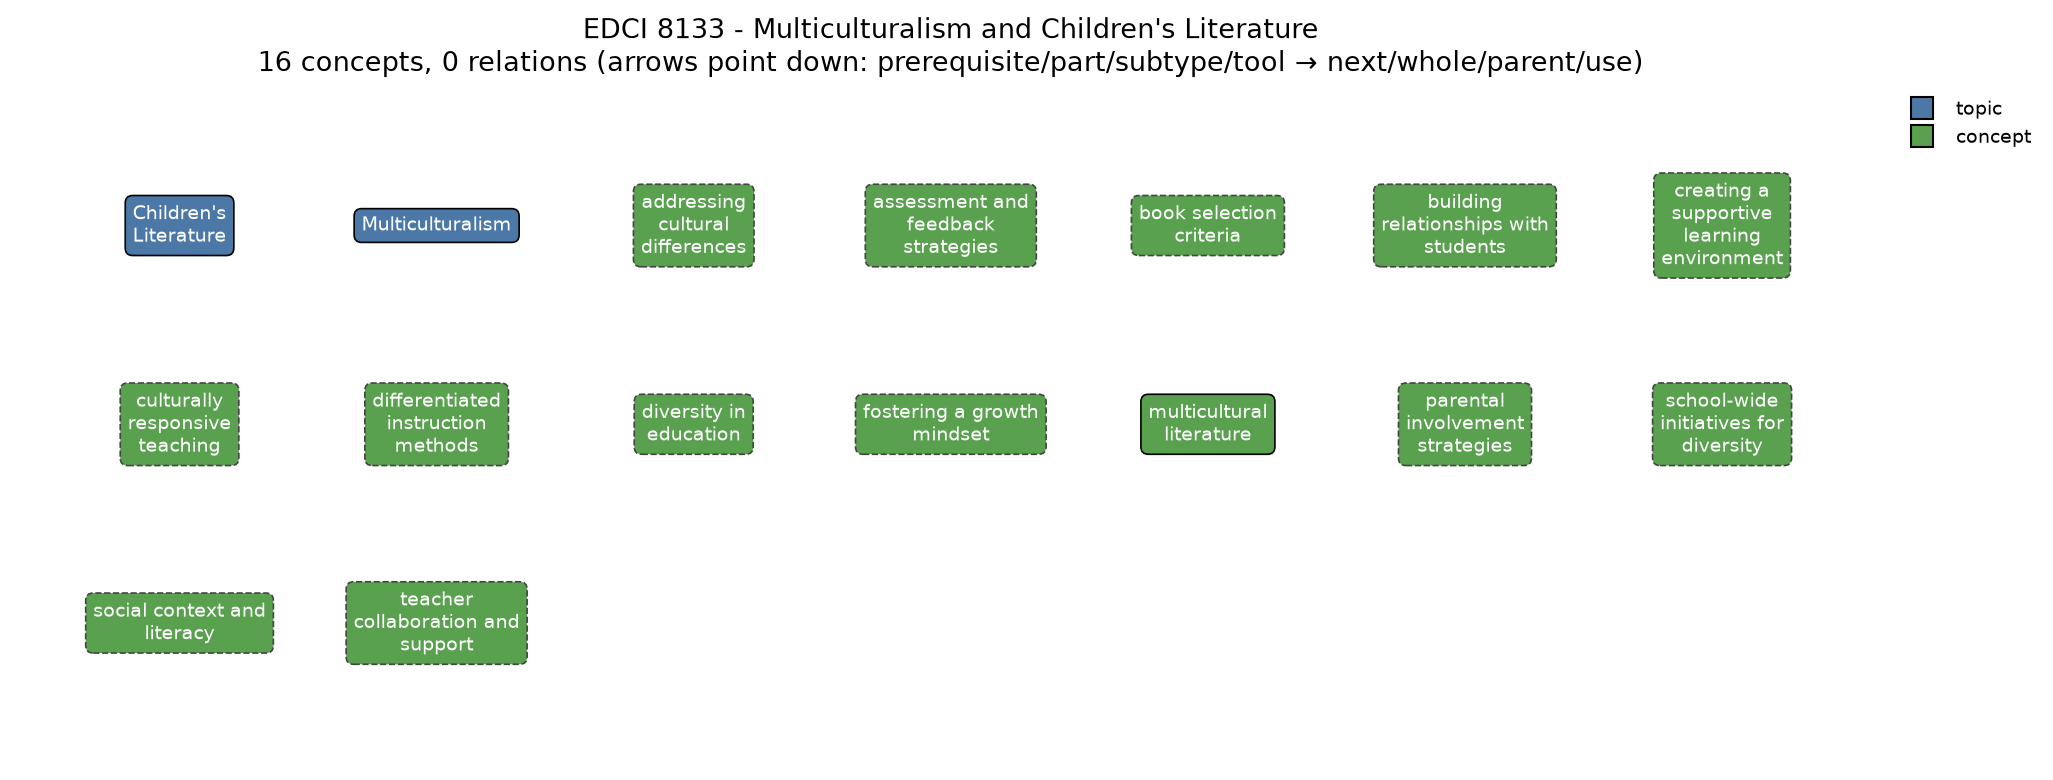 EDCI 8133 - Multiculturalism and Children's Literature
16 concepts, 0 relations (arrows point down: prerequisite/part/subtype/tool → next/whole/parent/use)
topic
concept
Children's
Literature
Multiculturalism
addressing
cultural
differences
assessment and
feedback
strategies
book selection
criteria
building
relationships with
students
creating a
supportive
learning
environment
culturally
responsive
teaching
differentiated
instruction
methods
diversity in
education
fostering a growth
mindset
multicultural
literature
parental
involvement
strategies
school-wide
initiatives for
diversity
social context and
literacy
teacher
collaboration and
support